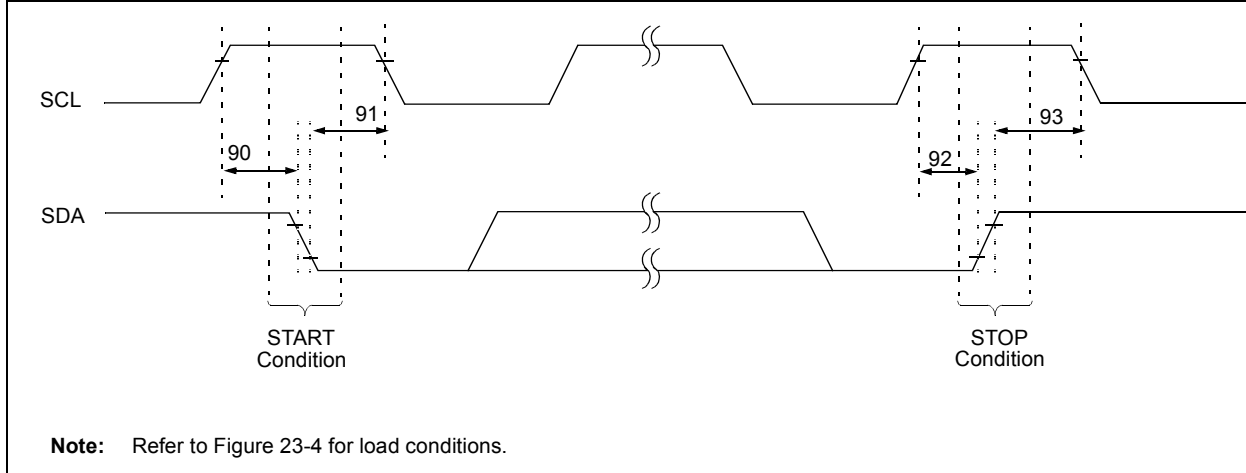 SCL
91
93
90
92
SDA
START
Condition
STOP
Condition
Note: Refer to Figure 23-4 for load conditions.